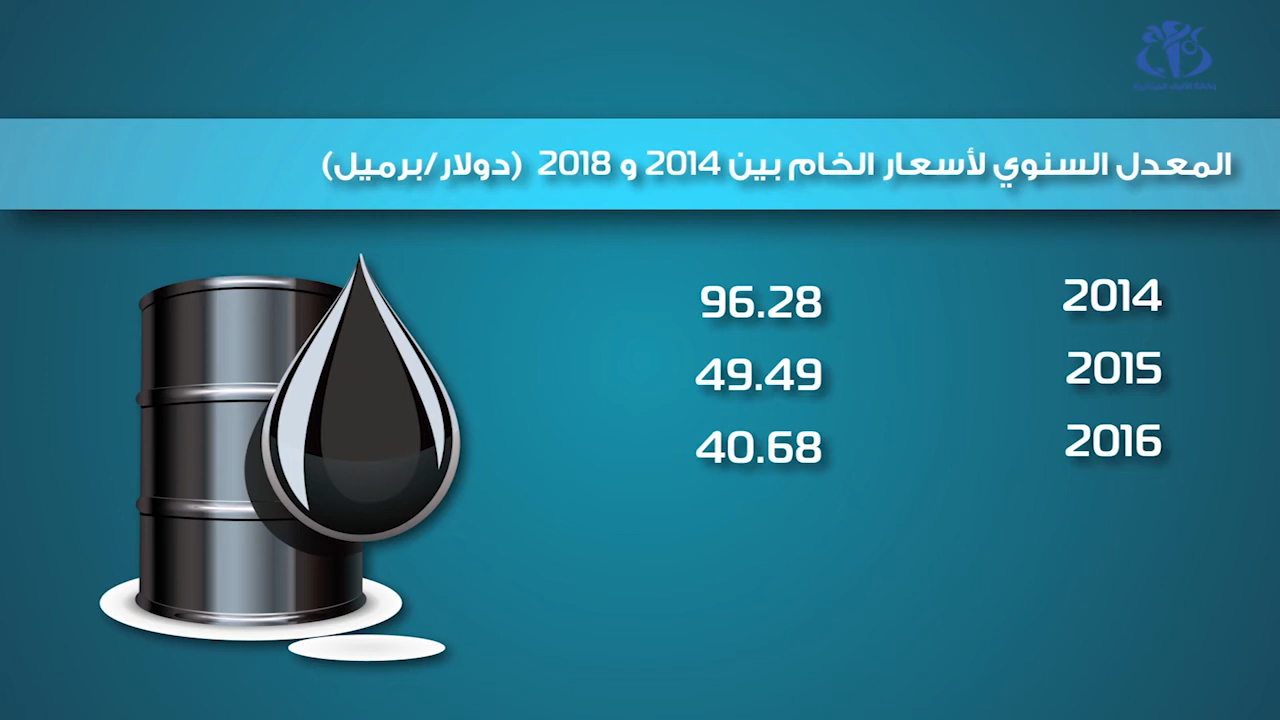 المعدل السنوي لأسعار الخام بين 2014 و 2018 (دولار/برميل)
2014 96.28
2015 49.49
2016 40.68